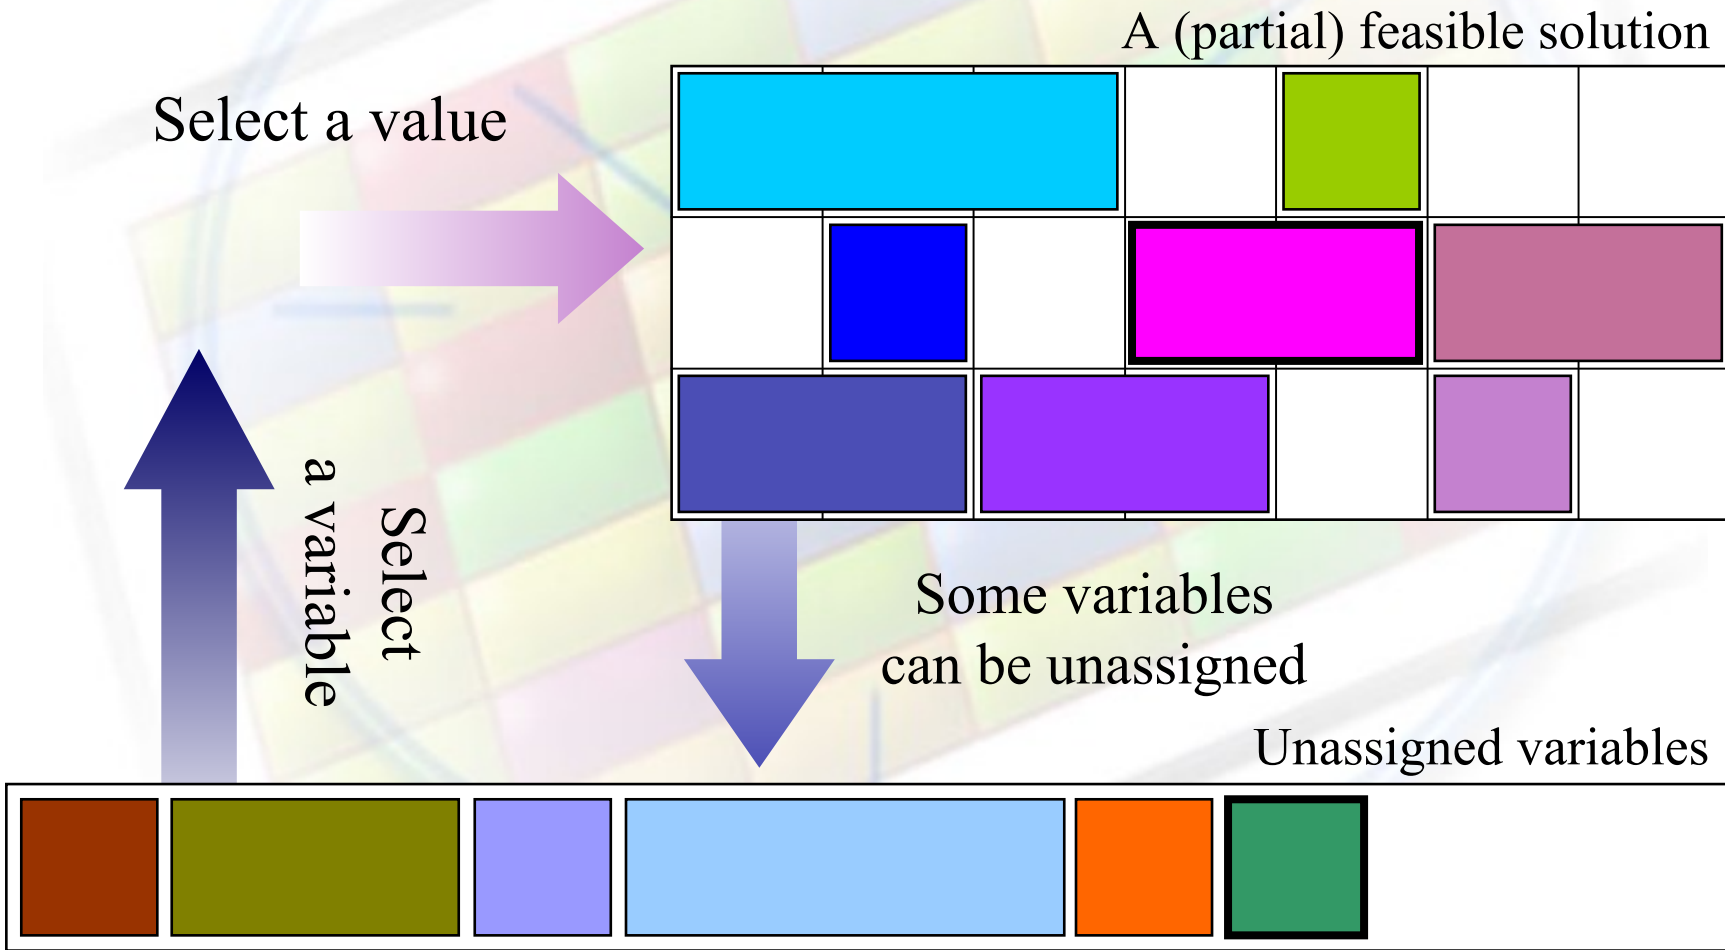 A (partial) feasible solution
Select a value
Select
a variable
Some variables
can be unassigned
Unassigned variables